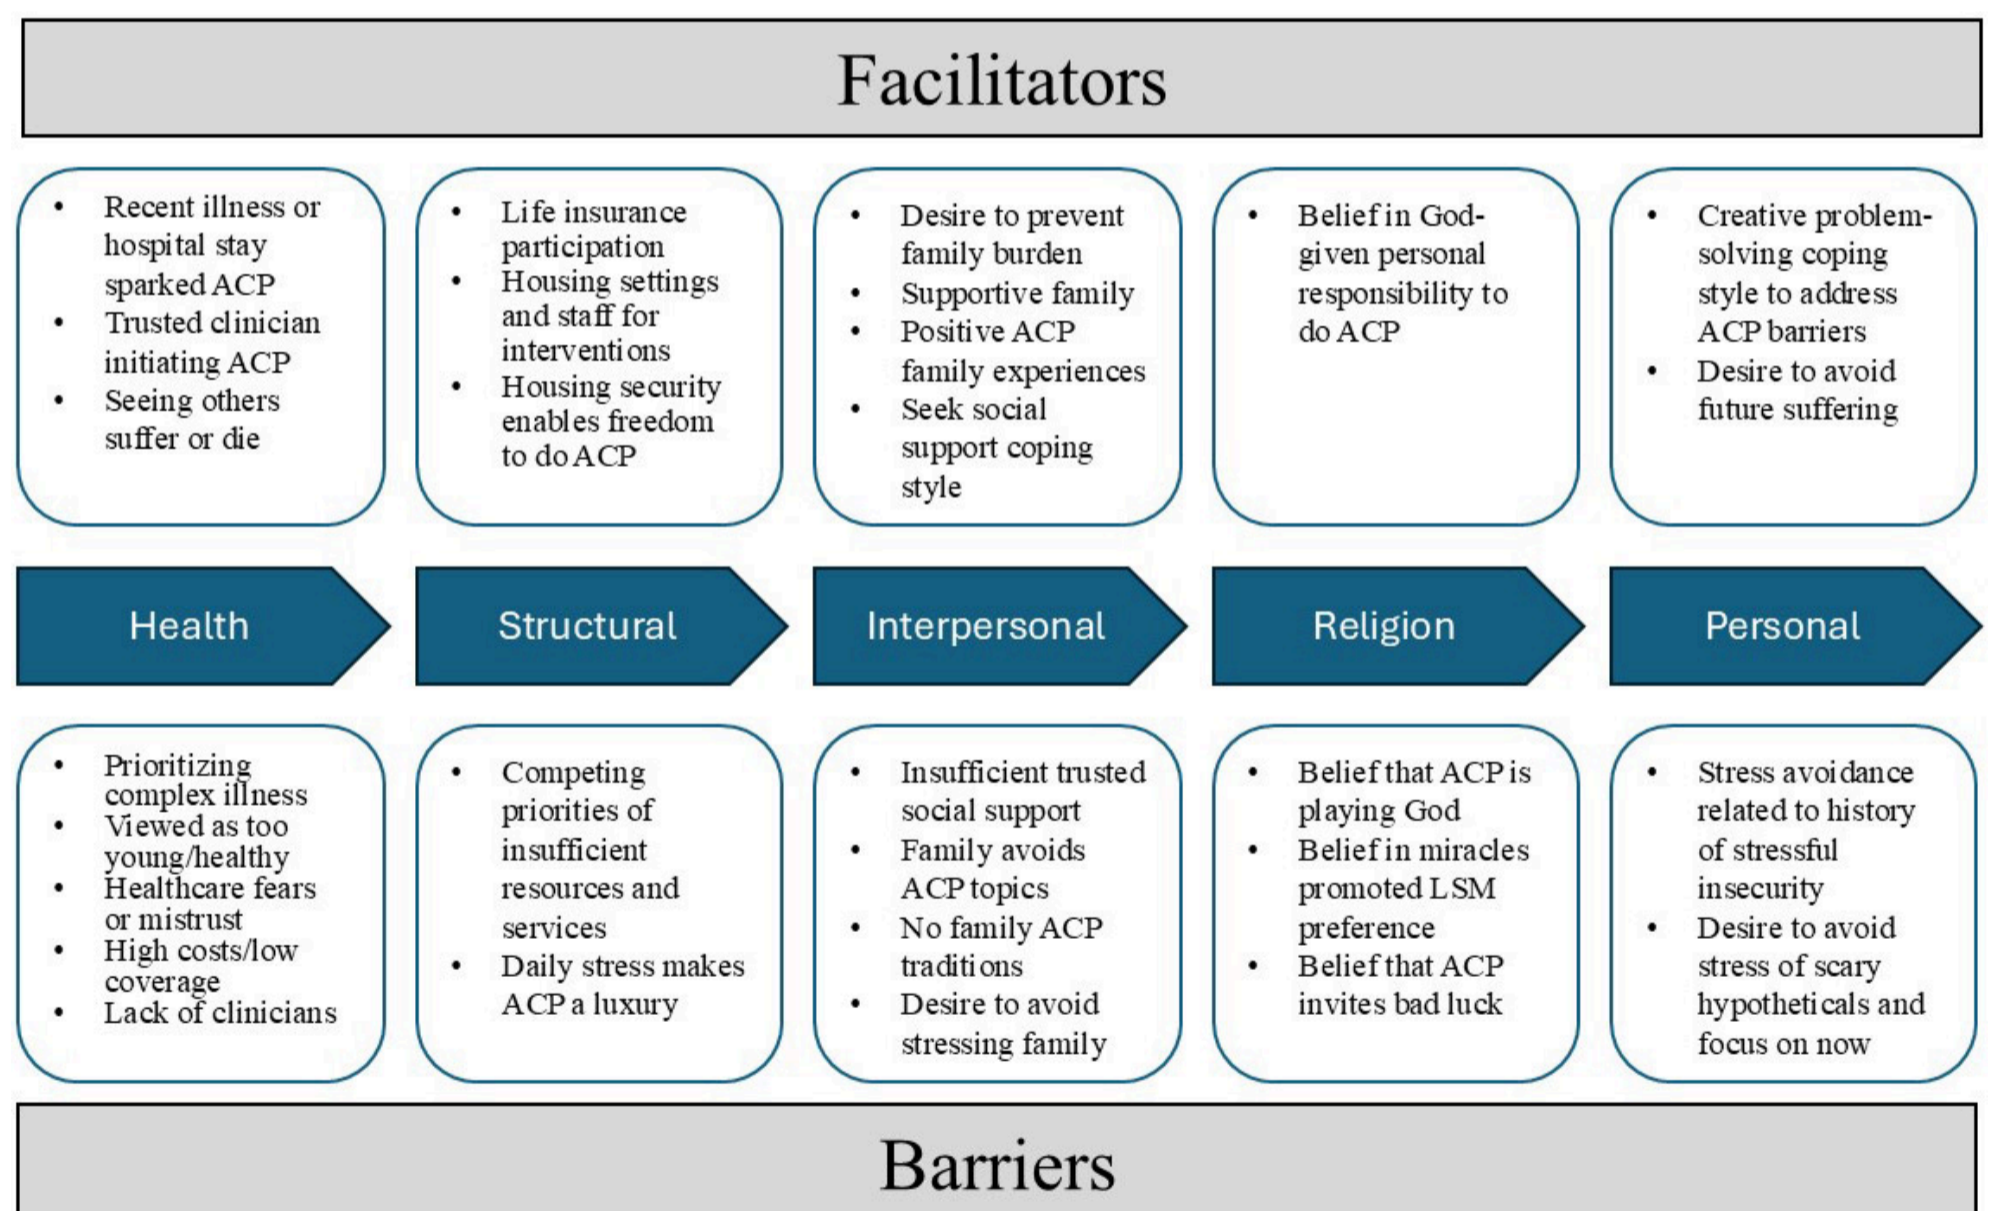 Facilitators
• Recent illness or
hospital stay
sparked ACP
• Trusted clinician
initiating ACP
• Seeing others
suffer or die
• Life insurance
participation
• Housing settings
and staff for
interventions
• Housing security
enables freedom
to do ACP
• Desire to prevent
family burden
• Supportive family
• Positive ACP
family experiences
• Seek social
support coping
style
• Belief in God-
given personal
responsibility to
do ACP
• Creative problem-
solving coping
style to address
ACP barriers
• Desire to avoid
future suffering
Health
Structural
Interpersonal
Religion
Personal
• Prioritizing
complex illness
• Viewed as too
young/healthy
• Healthcare fears
or mistrust
• High costs/low
coverage
• Lack of clinicians
• Competing
priorities of
insufficient
resources and
services
• Daily stress makes
ACP a luxury
• Insufficient trusted
social support
• Family avoids
ACP topics
• No family ACP
traditions
• Desire to avoid
stressing family
• Belief that ACP is
playing God
• Belief in miracles
promoted LSM
preference
• Belief that ACP
invites bad luck
• Stress avoidance
related to history
of stressful
insecurity
• Desire to avoid
stress of scary
hypotheticals and
focus on now
Barriers